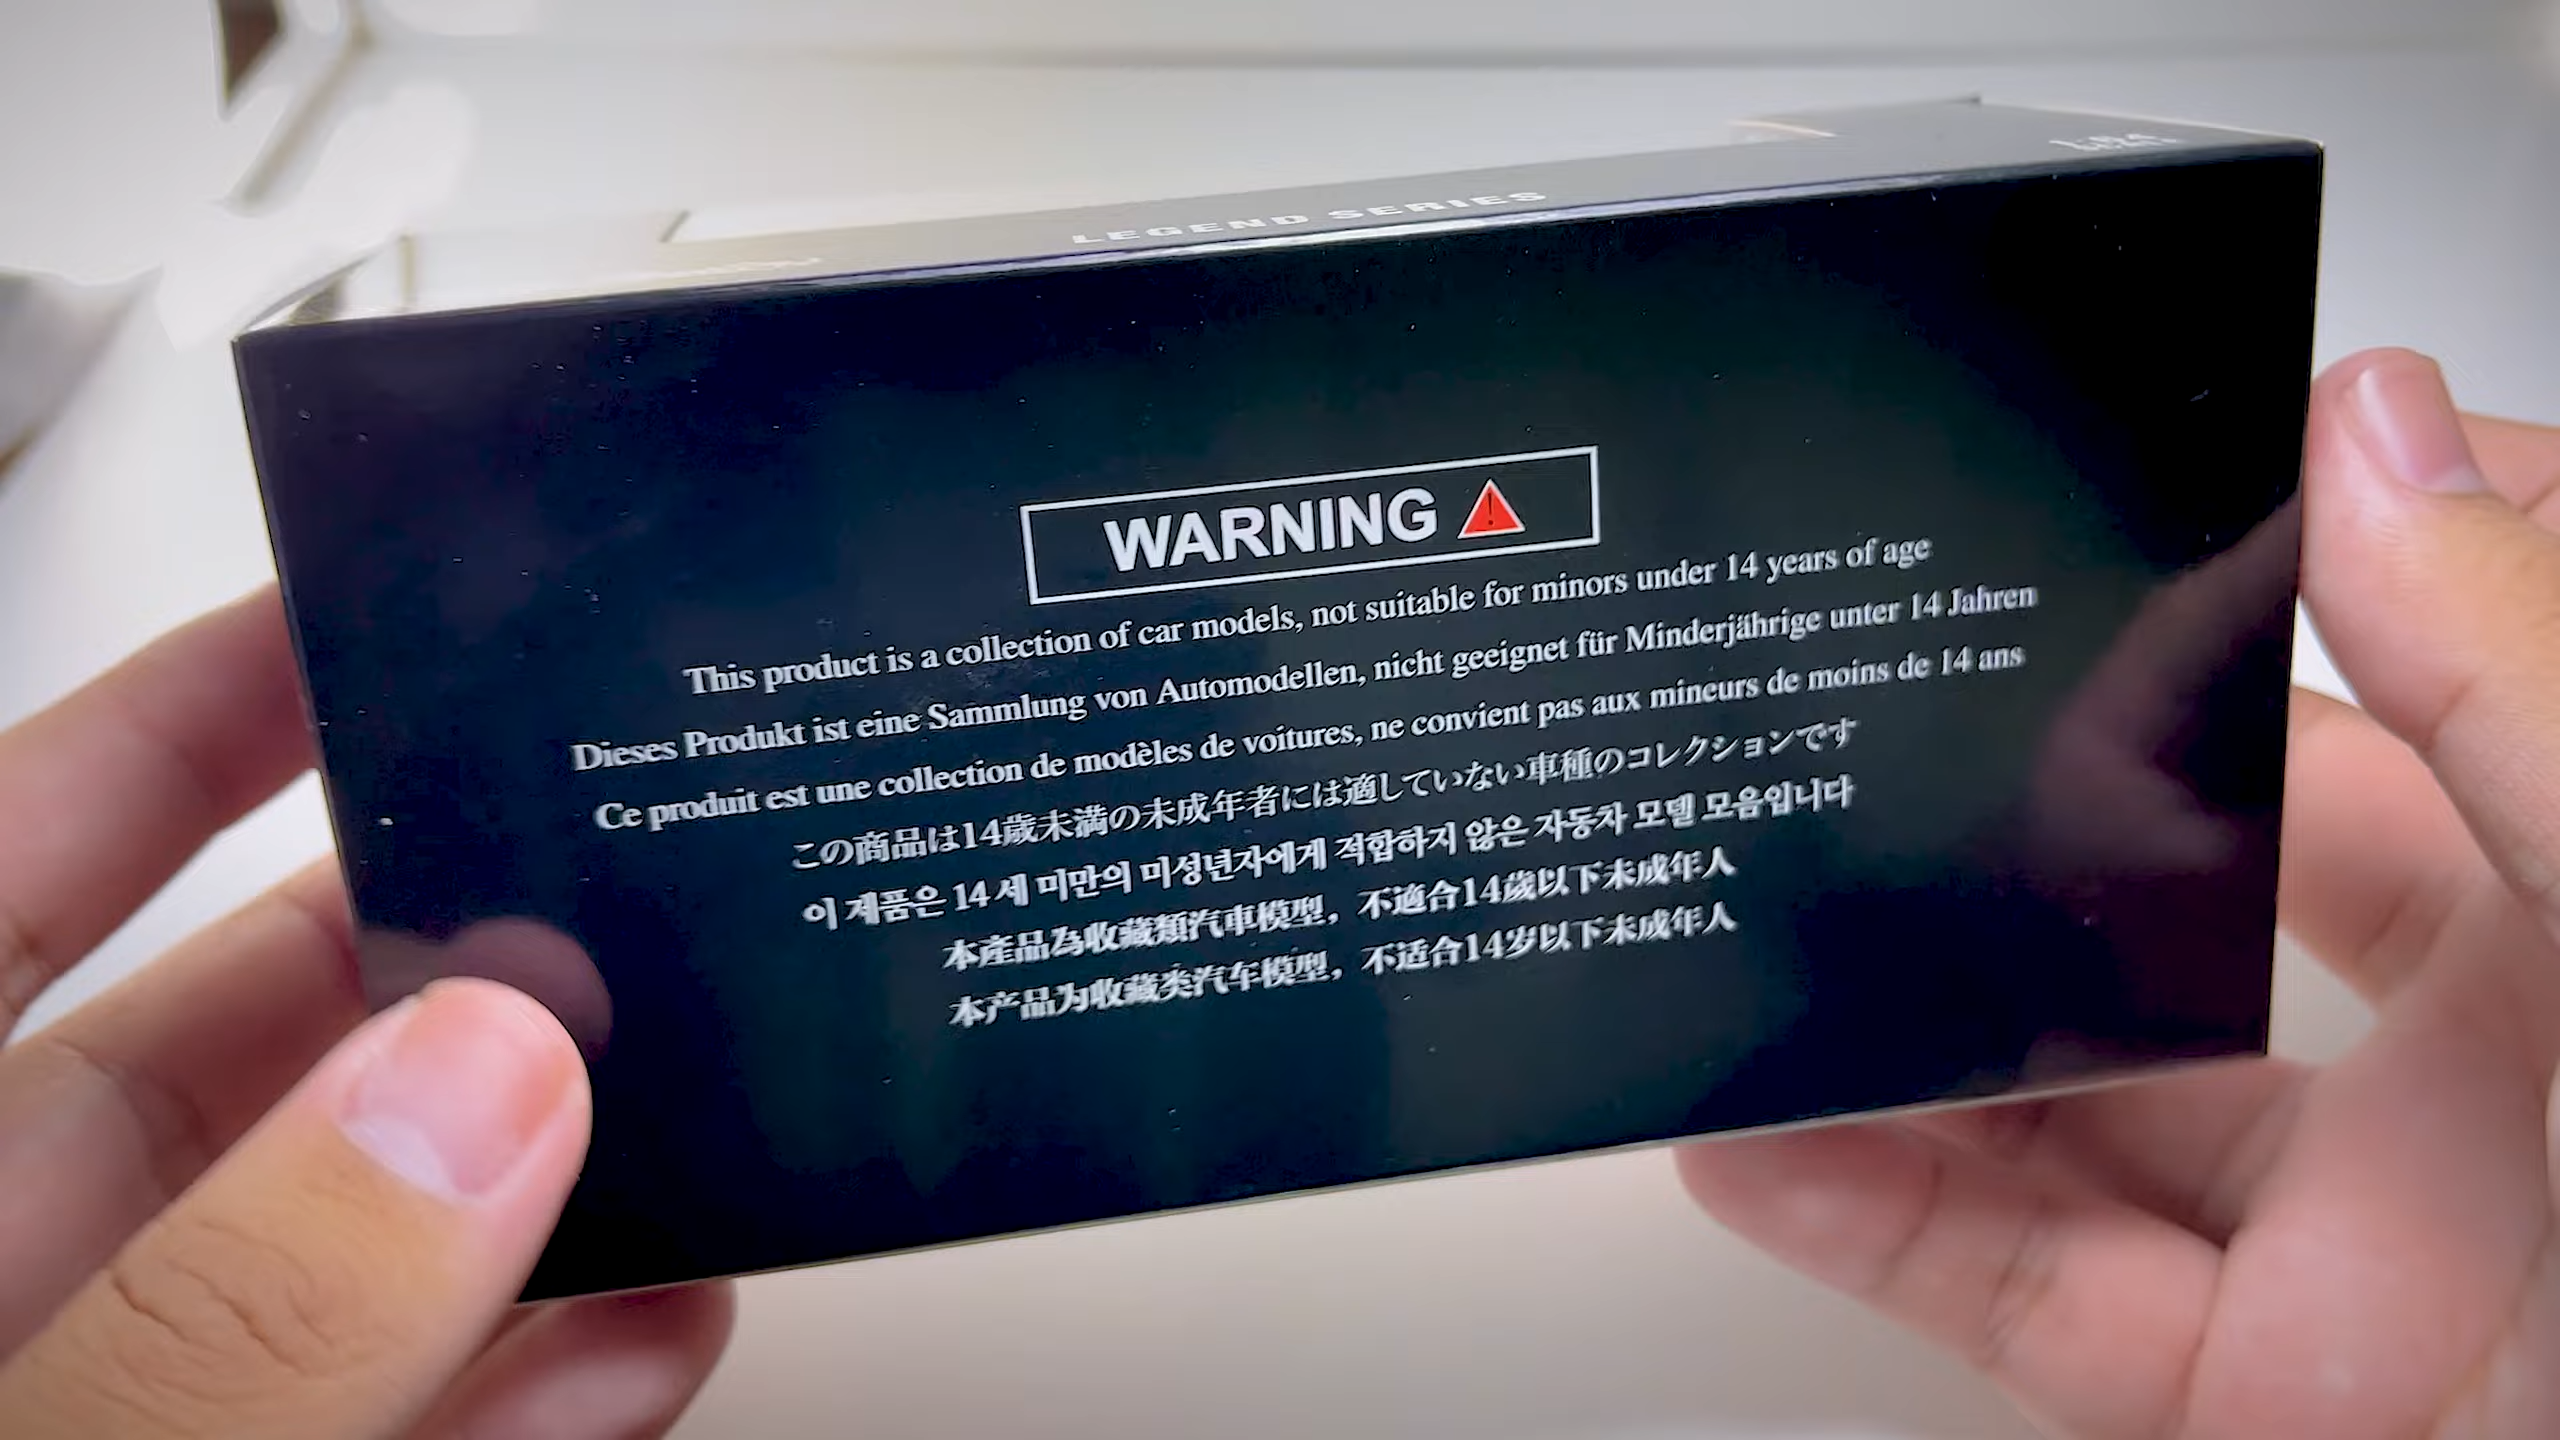 LEGEND SERIES
WARNING
This product is a collection of car models, not suitable for minors under 14 years of age
Dieses Produkt ist eine Sammlung von Automodellen, nicht geeignet für Minderjährige unter 14 Jahren
Ce produit est une collection de modèles de voitures, ne convient pas aux mineurs de moins de 14 ans
この商品は14歳未満の未成年者には適していない車種のコレクションです
이 제품은 14 세 미만의 미성년자에게 적합하지 않은 자동차 모델 모음입니다
本產品為收藏類汽車模型，不適合14歲以下未成年人
本产品为收藏类汽车模型，不适合14岁以下未成年人